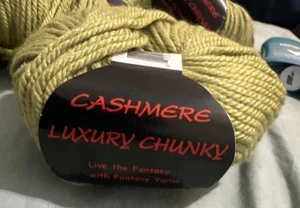 CASHMERE
LUXURY CHUNKY
Live the Fantasy...
with Fantasy Yarns